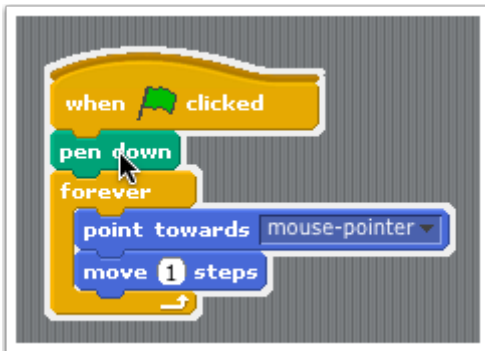 when clicked
pen down
forever
point towards mouse-pointer
move 1 steps